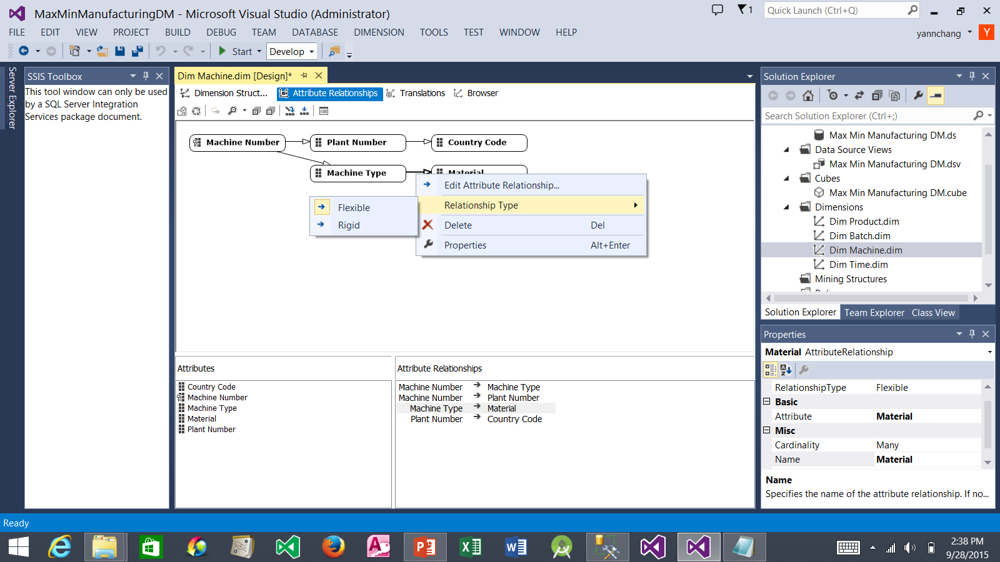 MaxMinManufacturingDM - Microsoft Visual Studio (Administrator)
1
Quick Launch (Ctrl+Q)
FILE EDIT VIEW PROJECT BUILD DEBUG TEAM DATABASE DIMENSION TOOLS TEST WINDOW HELP
yannchang Y
Start Develop
Server Explorer
SSIS Toolbox
This tool window can only be used
by a SQL Server Integration
Services package document.
Dim Machine.dim [Design]*
Dimension Struct... Attribute Relationships Translations Browser
Machine Number Plant Number Country Code
Machine Type Material
Edit Attribute Relationship...
Relationship Type
Delete Del
Properties Alt+Enter
Flexible
Rigid
Attributes
Country Code
Machine Number
Machine Type
Material
Plant Number
Attribute Relationships
Machine Number Machine Type
Machine Number Plant Number
Machine Type Material
Plant Number Country Code
Solution Explorer
Search Solution Explorer (Ctrl+;)
Max Min Manufacturing DM.ds
Data Source Views
Max Min Manufacturing DM.dsv
Cubes
Max Min Manufacturing DM.cube
Dimensions
Dim Product.dim
Dim Batch.dim
Dim Machine.dim
Dim Time.dim
Mining Structures
Solution Explorer Team Explorer Class View
Properties
Material AttributeRelationship
RelationshipType Flexible
Basic
Attribute Material
Misc
Cardinality Many
Name Material
Name
Specifies the name of the attribute relationship. If no...
Ready
2:38 PM
9/28/2015